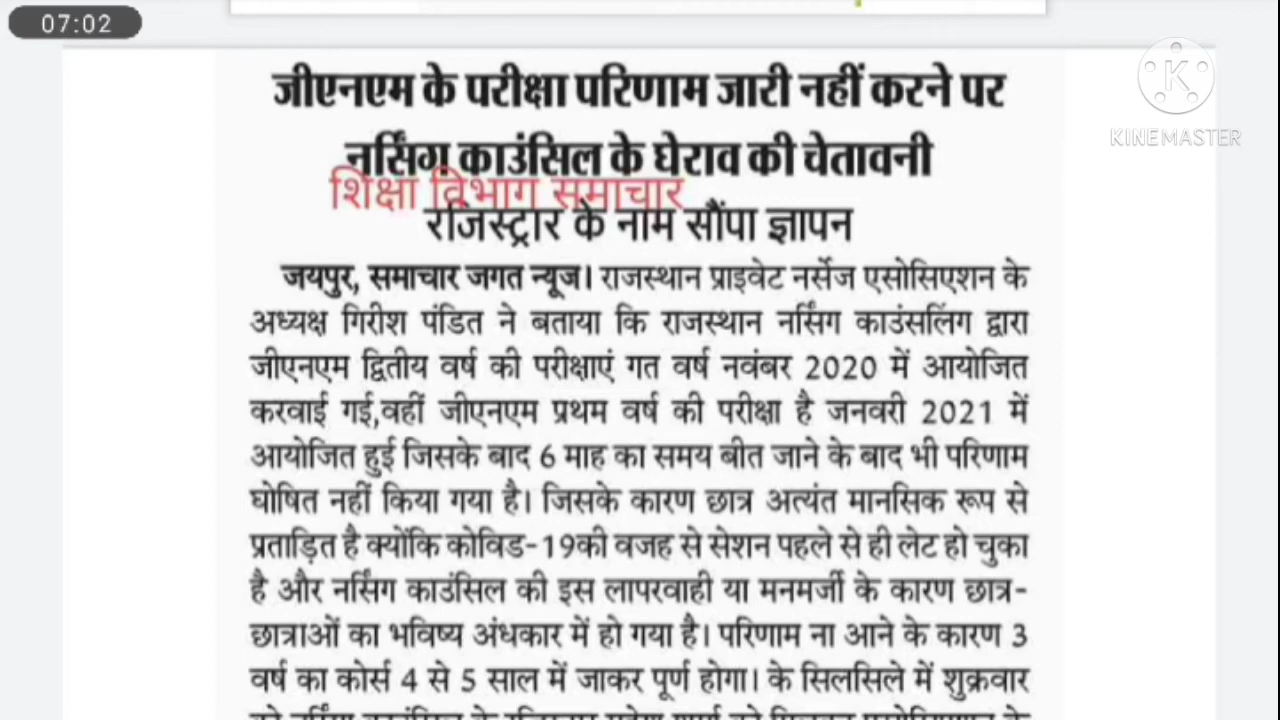 07:02
KINEMASTER
जीएनएम के परीक्षा परिणाम जारी नहीं करने पर
नर्सिंग काउंसिल के घेराव की चेतावनी
शिक्षा विभाग समाचार
रजिस्ट्रार के नाम सौंपा ज्ञापन
जयपुर, समाचार जगत न्यूज। राजस्थान प्राइवेट नर्सेज एसोसिएशन के
अध्यक्ष गिरीश पंडित ने बताया कि राजस्थान नर्सिंग काउंसलिंग द्वारा
जीएनएम द्वितीय वर्ष की परीक्षाएं गत वर्ष नवंबर 2020 में आयोजित
करवाई गई,वहीं जीएनएम प्रथम वर्ष की परीक्षा है जनवरी 2021 में
आयोजित हुई जिसके बाद 6 माह का समय बीत जाने के बाद भी परिणाम
घोषित नहीं किया गया है। जिसके कारण छात्र अत्यंत मानसिक रूप से
प्रताड़ित है क्योंकि कोविड-19की वजह से सेशन पहले से ही लेट हो चुका
है और नर्सिंग काउंसिल की इस लापरवाही या मनमर्जी के कारण छात्र-
छात्राओं का भविष्य अंधकार में हो गया है। परिणाम ना आने के कारण 3
वर्ष का कोर्स 4 से 5 साल में जाकर पूर्ण होगा। के सिलसिले में शुक्रवार